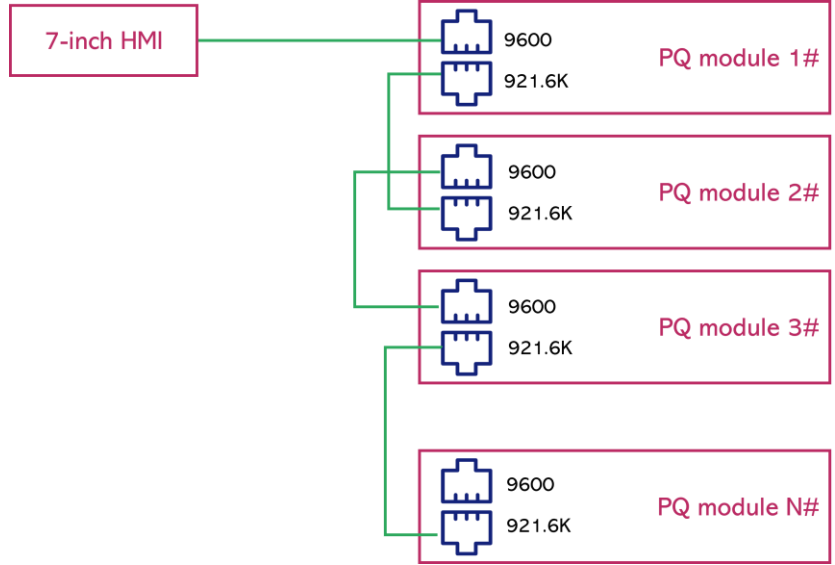 7-inch HMI
9600
921.6K
PQ module 1#
9600
921.6K
PQ module 2#
9600
921.6K
PQ module 3#
9600
921.6K
PQ module N#